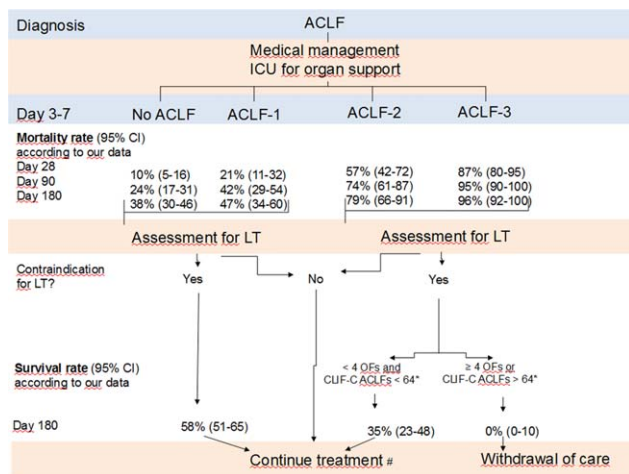 Diagnosis ACLF
Medical management
ICU for organ support
Day 3-7 No ACLF ACLF-1 ACLF-2 ACLF-3
Mortality rate (95% CI)
according to our data
Day 28 10% (5-16) 21% (11-32) 57% (42-72) 87% (80-95)
Day 90 24% (17-31) 42% (29-54) 74% (61-87) 95% (90-100)
Day 180 38% (30-46) 47% (34-60) 79% (66-91) 96% (92-100)
Assessment for LT Assessment for LT
Contraindication
for LT? Yes No Yes
Survival rate (95% CI)
according to our data
< 4 OFs and ≥ 4 OFs or
CLIF-C ACLFs < 64* CLIF-C ACLFs > 64*
Day 180 58% (51-65) 35% (23-48) 0% (0-10)
Continue treatment # Withdrawal of care